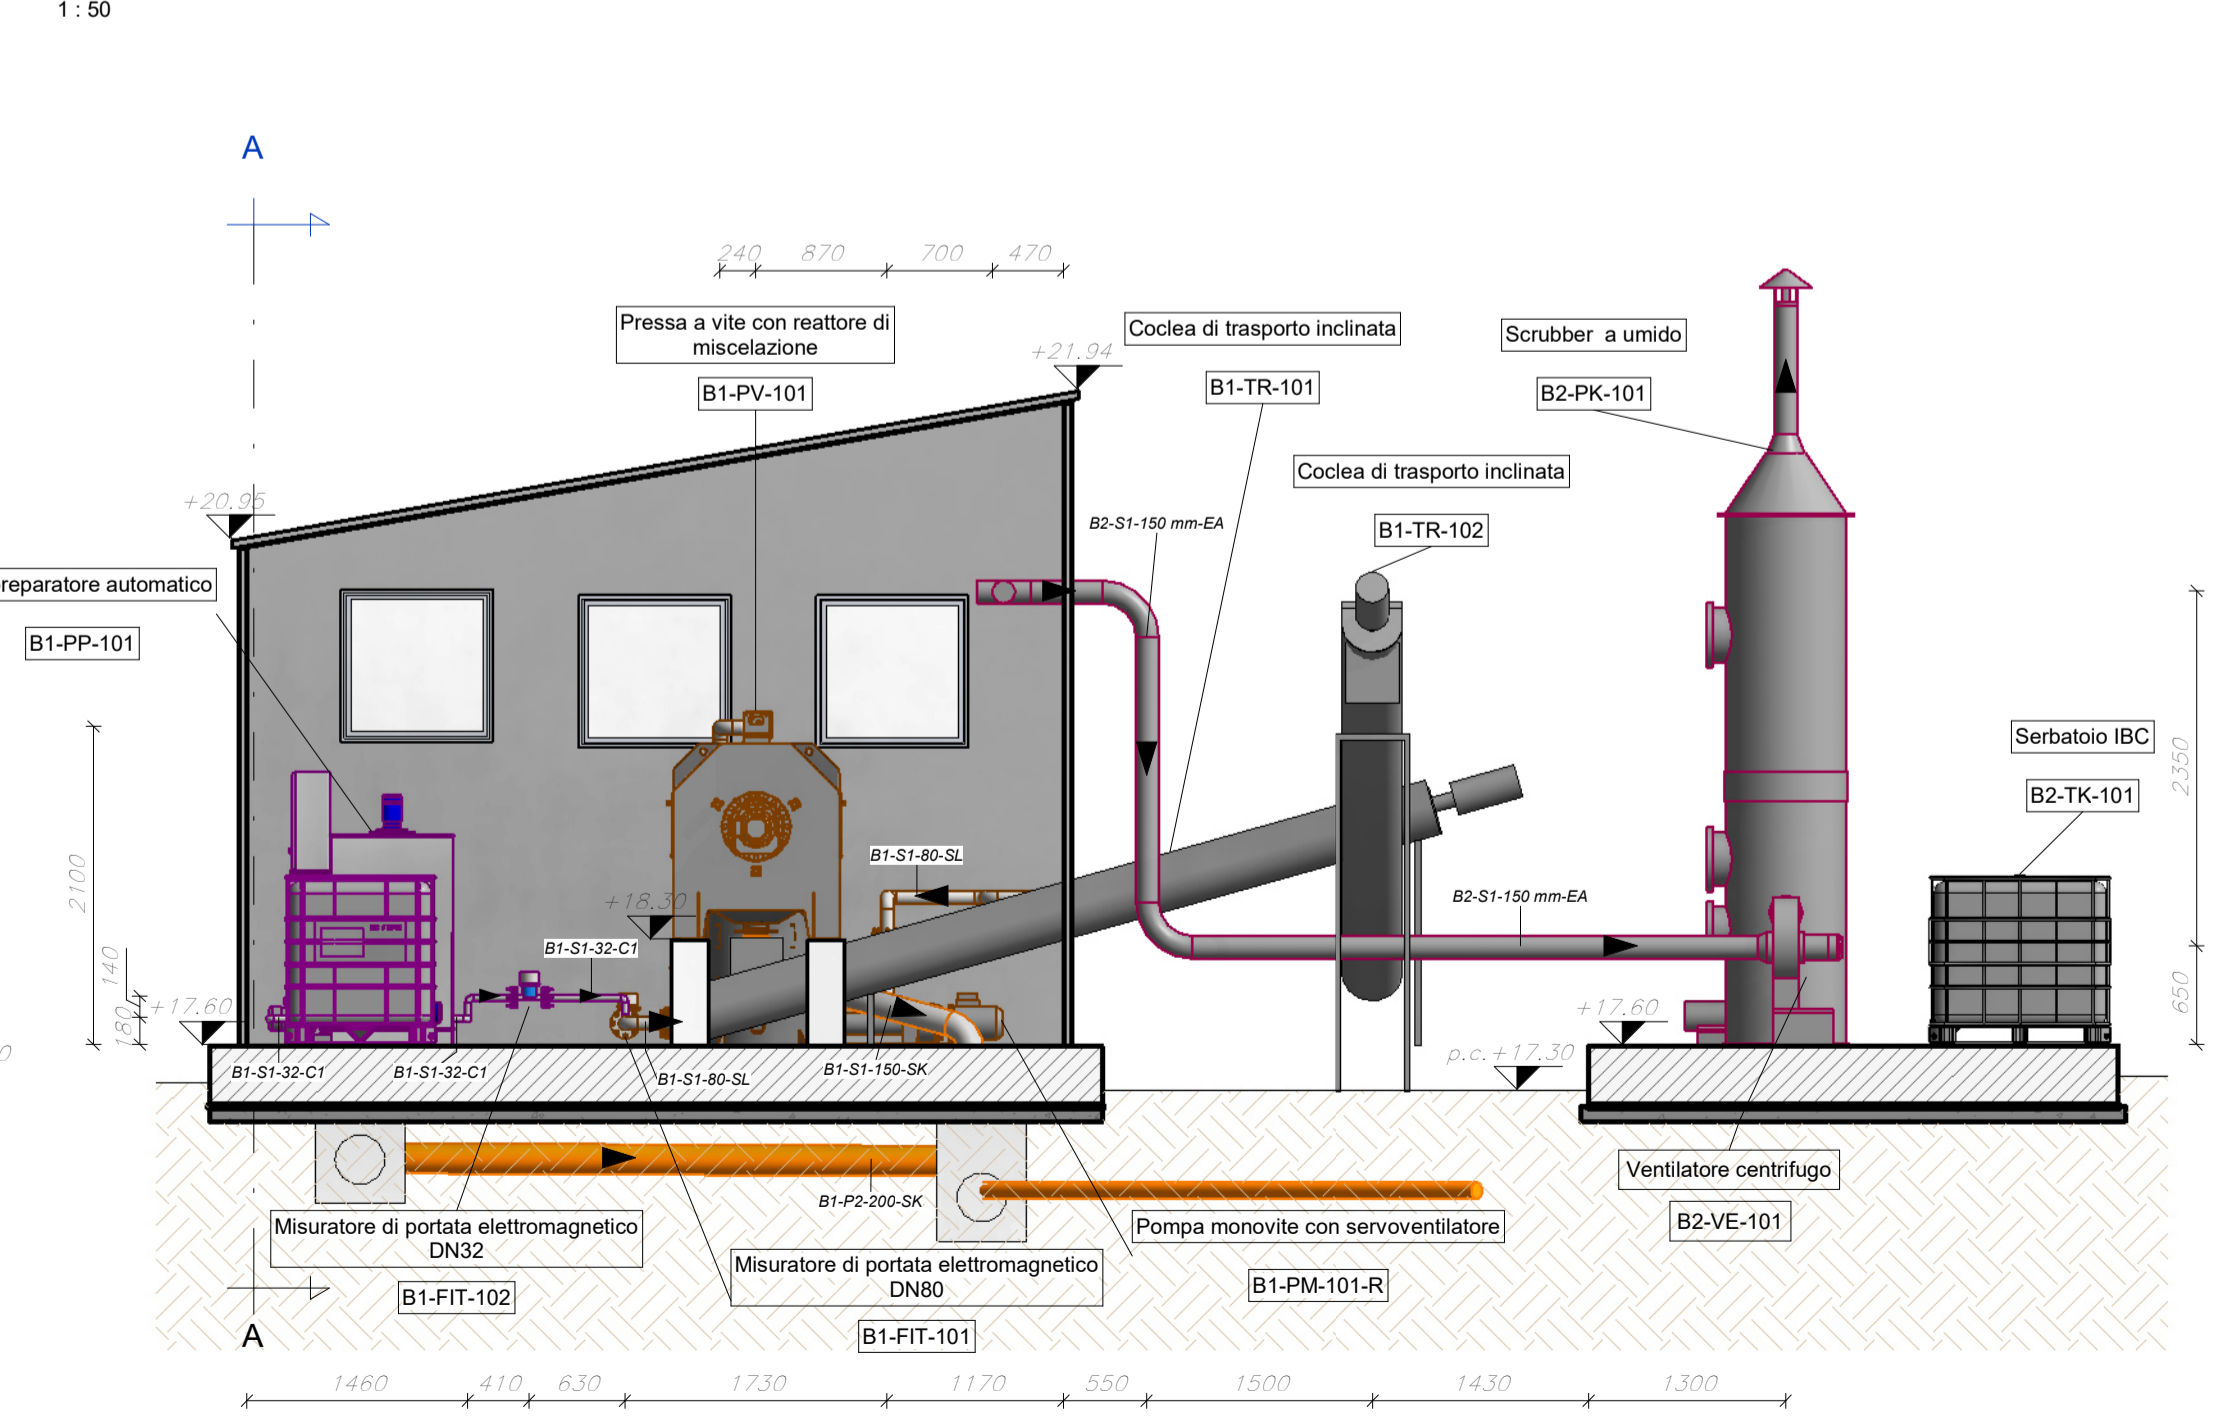 1 : 50
A
240 870 700 470
Pressa a vite con reattore di
miscelazione
B1-PV-101
Coclea di trasporto inclinata
B1-TR-101
Scrubber a umido
B2-PK-101
+21.94
Coclea di trasporto inclinata
B1-TR-102
+20.95
B2-S1-150 mm-EA
reparatore automatico
B1-PP-101
Serbatoio IBC
B2-TK-101
2350
2100
B1-S1-80-SL
B2-S1-150 mm-EA
+18.30
B1-S1-32-C1
140
180
+17.60
+17.60
650
p.c.+17.30
0
B1-S1-32-C1
B1-S1-32-C1
B1-S1-80-SL
B1-S1-150-SK
B1-P2-200-SK
Ventilatore centrifugo
B2-VE-101
Misuratore di portata elettromagnetico
DN32
B1-FIT-102
Pompa monovite con servoventilatore
B1-PM-101-R
Misuratore di portata elettromagnetico
DN80
B1-FIT-101
A
1460 410 630 1730 1170 550 1500 1430 1300